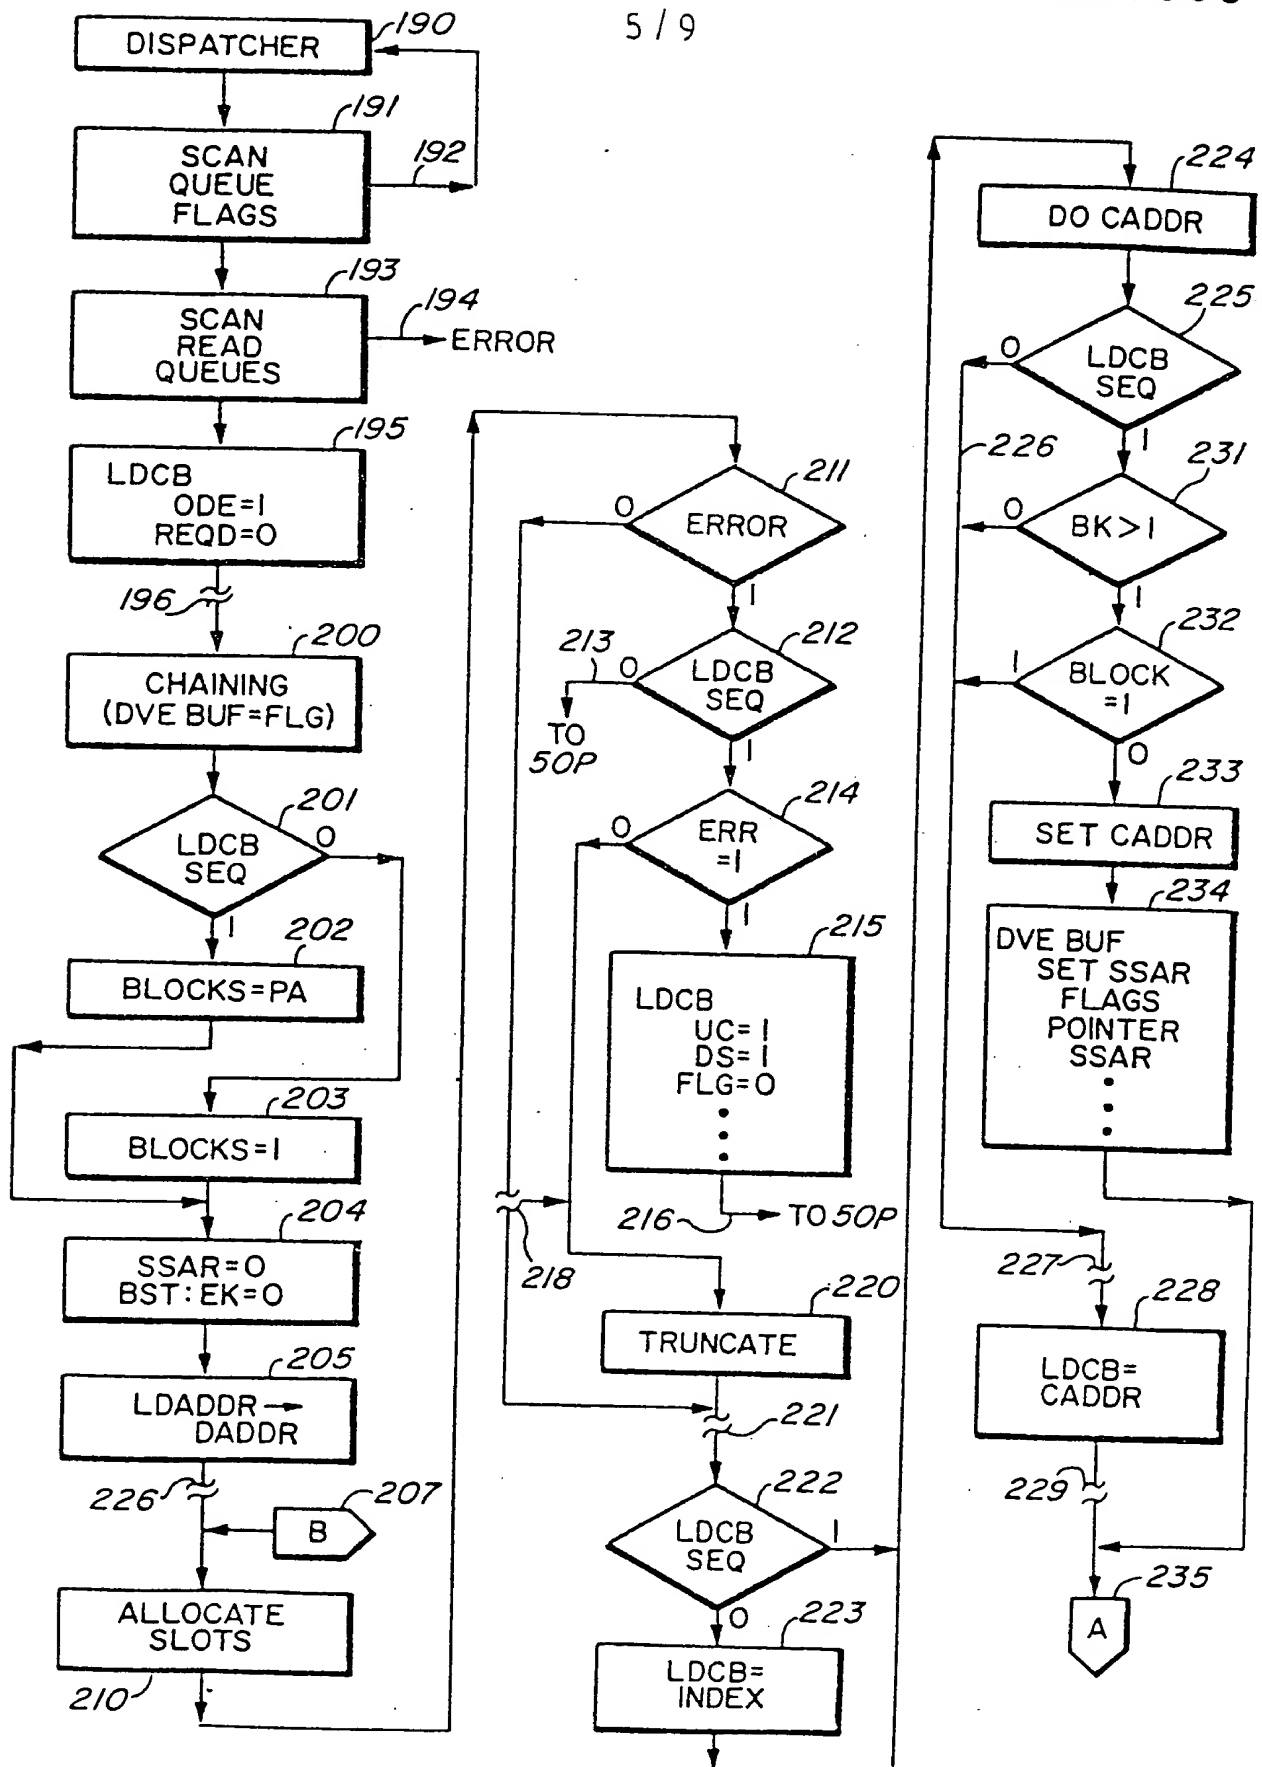 5/9
190
DISPATCHER
191
SCAN
QUEUE
FLAGS
192
193
SCAN
READ
QUEUES
194
ERROR
195
LDCB
ODE=1
REQD=0
196
200
CHAINING
(DVE BUF=FLG)
201
LDCB
SEQ
0
1
202
BLOCKS=PA
203
BLOCKS=1
204
SSAR=0
BST:EK=0
205
LDADDR→
DADDR
226
207
B
ALLOCATE
SLOTS
210
211
ERROR
0
1
212
213
LDCB
SEQ
0
1
TO
50P
214
ERR
=1
0
1
215
LDCB
UC=1
DS=1
FLG=0
216
TO 50P
218
220
TRUNCATE
221
222
LDCB
SEQ
1
0
223
LDCB=
INDEX
224
DO CADDR
225
LDCB
SEQ
0
1
226
231
BK>1
0
1
232
BLOCK
=1
1
0
233
SET CADDR
234
DVE BUF
SET SSAR
FLAGS
POINTER
SSAR
227
228
LDCB=
CADDR
229
235
A